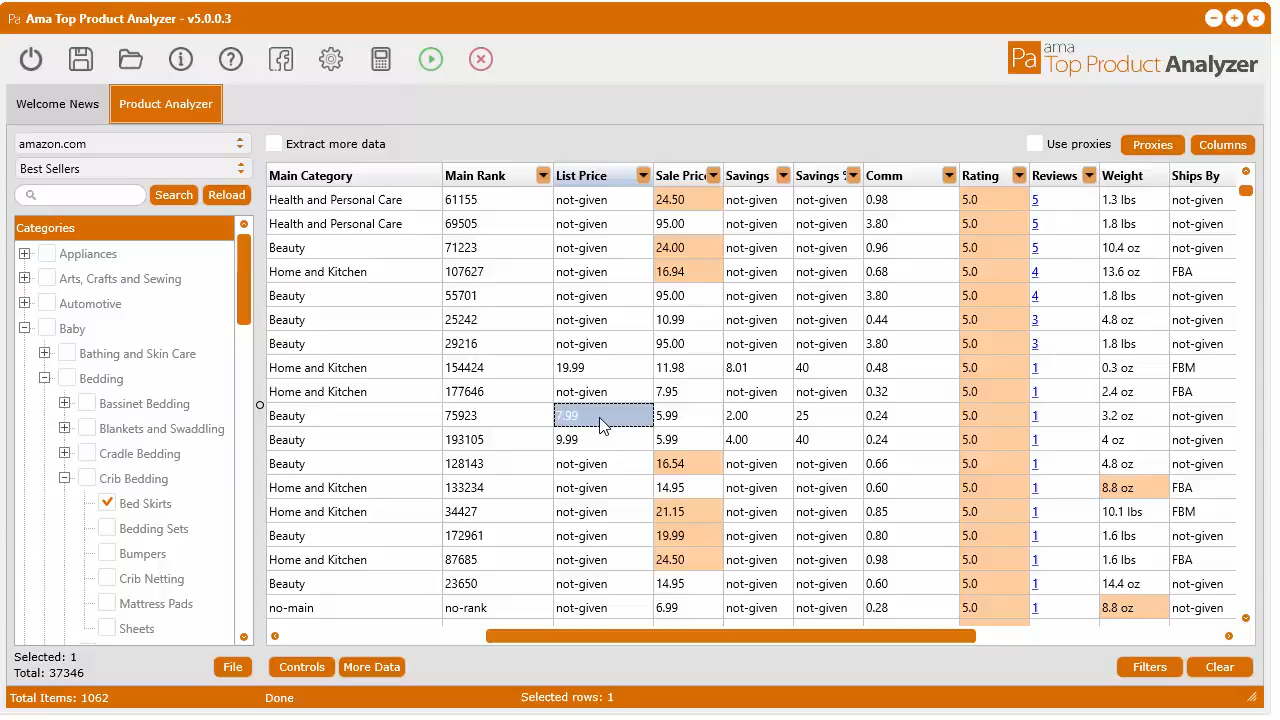 Pa Ama Top Product Analyzer - v5.0.0.3
Pa ama Top Product Analyzer
Welcome News Product Analyzer
amazon.com Extract more data Use proxies Proxies Columns
Best Sellers
Search Reload
Categories
Appliances
Arts, Crafts and Sewing
Automotive
Baby
Bathing and Skin Care
Bedding
Bassinet Bedding
Blankets and Swaddling
Cradle Bedding
Crib Bedding
Bed Skirts
Bedding Sets
Bumpers
Crib Netting
Mattress Pads
Sheets
Selected: 1
Total: 37346
File
Main Category Main Rank List Price Sale Pric Savings Savings % Comm Rating Reviews Weight Ships By
Health and Personal Care 61155 not-given 24.50 not-given not-given 0.98 5.0 5 1.3 lbs not-given
Health and Personal Care 69505 not-given 95.00 not-given not-given 3.80 5.0 5 1.8 lbs not-given
Beauty 71223 not-given 24.00 not-given not-given 0.96 5.0 5 10.4 oz not-given
Home and Kitchen 107627 not-given 16.94 not-given not-given 0.68 5.0 4 13.6 oz FBA
Beauty 55701 not-given 95.00 not-given not-given 3.80 5.0 4 1.8 lbs not-given
Beauty 25242 not-given 10.99 not-given not-given 0.44 5.0 3 4.8 oz not-given
Beauty 29216 not-given 95.00 not-given not-given 3.80 5.0 3 1.8 lbs not-given
Home and Kitchen 154424 19.99 11.98 8.01 40 0.48 5.0 1 0.3 oz FBM
Home and Kitchen 177646 not-given 7.95 not-given not-given 0.32 5.0 1 2.4 oz FBA
Beauty 75923 7.99 5.99 2.00 25 0.24 5.0 1 3.2 oz not-given
Beauty 193105 9.99 5.99 4.00 40 0.24 5.0 1 4 oz not-given
Beauty 128143 not-given 16.54 not-given not-given 0.66 5.0 1 4.8 oz not-given
Home and Kitchen 133234 not-given 14.95 not-given not-given 0.60 5.0 1 8.8 oz FBA
Home and Kitchen 34427 not-given 21.15 not-given not-given 0.85 5.0 1 10.1 lbs FBM
Beauty 172961 not-given 19.99 not-given not-given 0.80 5.0 1 1.6 lbs not-given
Home and Kitchen 87685 not-given 24.50 not-given not-given 0.98 5.0 1 1.6 lbs FBA
Beauty 23650 not-given 14.95 not-given not-given 0.60 5.0 1 14.4 oz not-given
no-main no-rank not-given 6.99 not-given not-given 0.28 5.0 1 8.8 oz not-given
Controls More Data Filters Clear
Total Items: 1062 Done Selected rows: 1